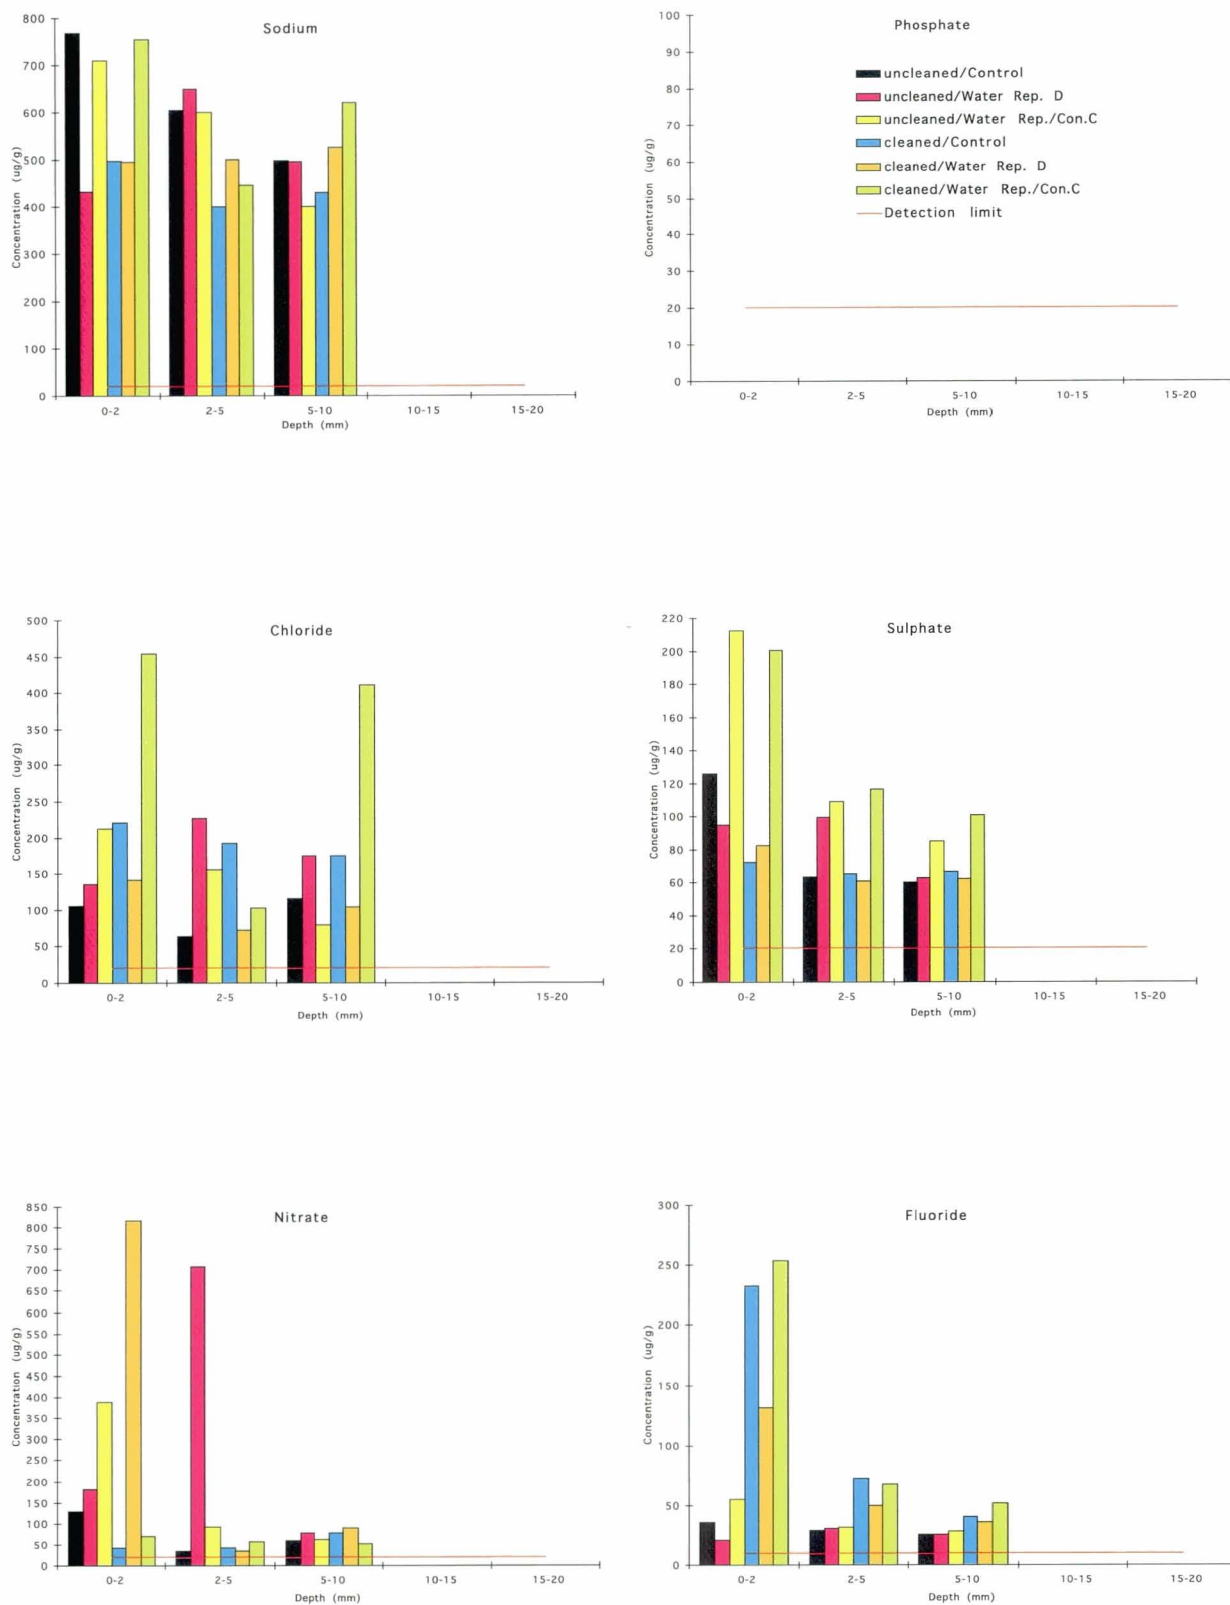 Sodium
800
700
600
500
400
300
200
100
0
Concentration (ug/g)
0-2 2-5 5-10 10-15 15-20
Depth (mm)
Phosphate
100
90
80
70
60
50
40
30
20
10
0
Concentration (ug/g)
uncleaned/Control
uncleaned/Water Rep. D
uncleaned/Water Rep./Con.C
cleaned/Control
cleaned/Water Rep. D
cleaned/Water Rep./Con.C
Detection limit
0-2 2-5 5-10 10-15 15-20
Depth (mm)
Chloride
500
450
400
350
300
250
200
150
100
50
0
Concentration (ug/g)
0-2 2-5 5-10 10-15 15-20
Depth (mm)
Sulphate
220
200
180
160
140
120
100
80
60
40
20
0
Concentration (ug/g)
0-2 2-5 5-10 10-15 15-20
Depth (mm)
Nitrate
850
800
750
700
650
600
550
500
450
400
350
300
250
200
150
100
50
0
Concentration (ug/g)
0-2 2-5 5-10 10-15 15-20
Depth (mm)
Fluoride
300
250
200
150
100
50
0
Concentration (ug/g)
0-2 2-5 5-10 10-15 15-20
Depth (mm)